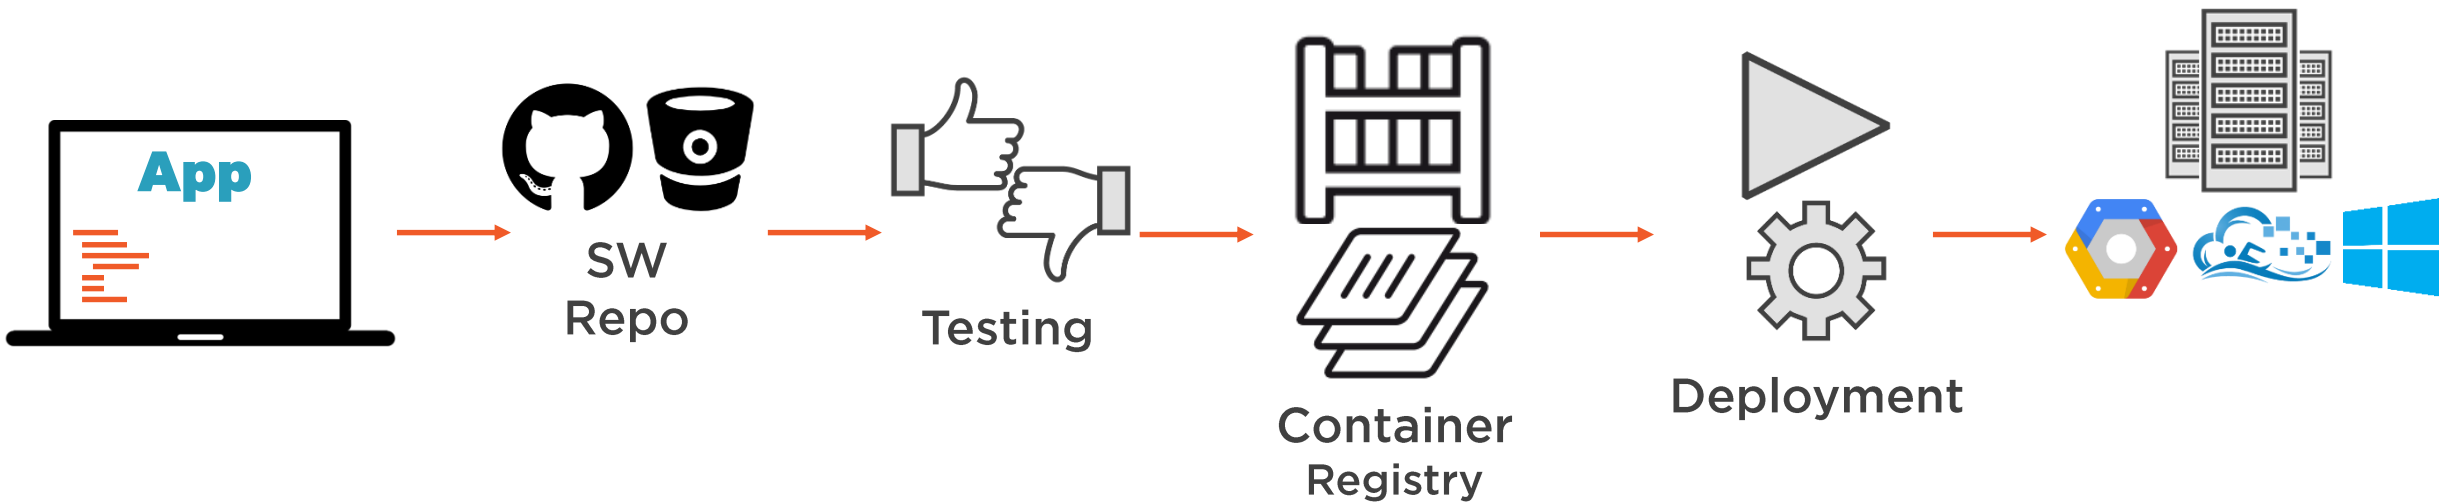 App
SW
Repo
Testing
Container
Registry
Deployment